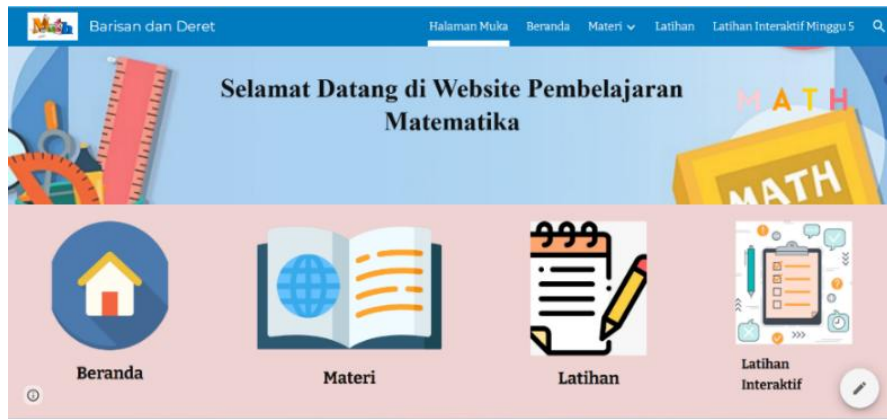 Math
Barisan dan Deret
Halaman Muka Beranda Materi Latihan Latihan Interaktif Minggu 5
Selamat Datang di Website Pembelajaran
Matematika
MATH
MATH
Beranda
Materi
Latihan
Latihan
Interaktif